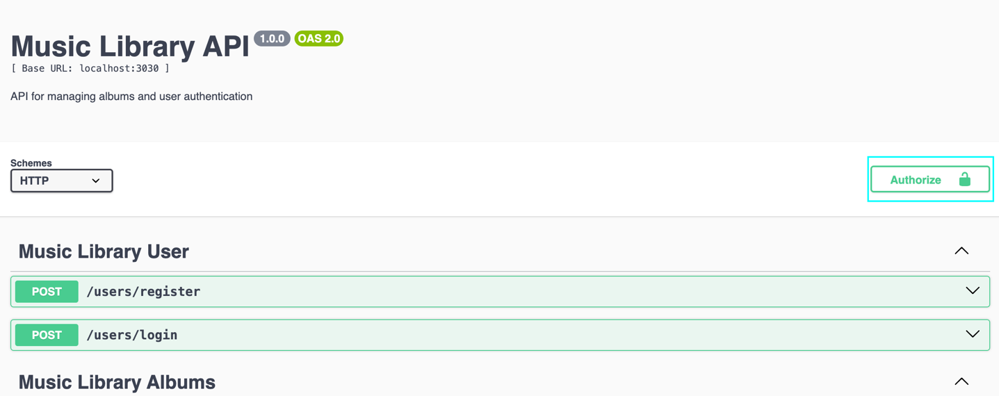 Music Library API 1.0.0 OAS 2.0
[ Base URL: localhost:3030 ]
API for managing albums and user authentication
Schemes
HTTP
Authorize
Music Library User
POST /users/register
POST /users/login
Music Library Albums